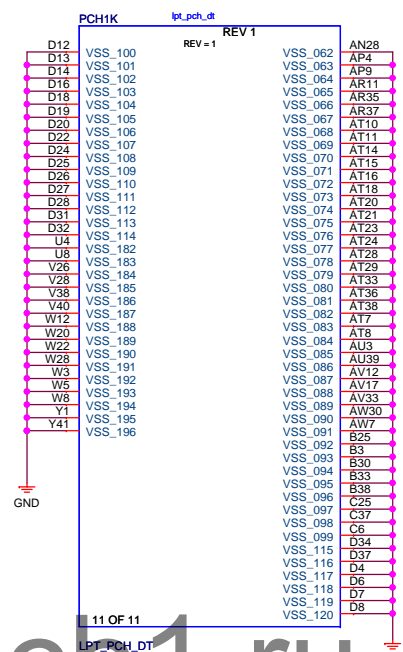 PCH1K lpt_pch_dt
REV 1
REV = 1
D12 VSS_100 VSS_062 AN28
D13 VSS_101 VSS_063 AP4
D14 VSS_102 VSS_064 AP9
D16 VSS_103 VSS_065 AR11
D18 VSS_104 VSS_066 AR35
D19 VSS_105 VSS_067 AR37
D20 VSS_106 VSS_068 AT10
D22 VSS_107 VSS_069 AT11
D24 VSS_108 VSS_070 AT14
D25 VSS_109 VSS_071 AT15
D26 VSS_110 VSS_072 AT16
D27 VSS_111 VSS_073 AT18
D28 VSS_112 VSS_074 AT20
D31 VSS_113 VSS_075 AT21
D32 VSS_114 VSS_076 AT23
U4 VSS_182 VSS_077 AT24
U8 VSS_183 VSS_078 AT28
V26 VSS_184 VSS_079 AT29
V28 VSS_185 VSS_080 AT33
V38 VSS_186 VSS_081 AT36
V40 VSS_187 VSS_082 AT38
W12 VSS_188 VSS_083 AT7
W20 VSS_189 VSS_084 AT8
W22 VSS_190 VSS_085 AU3
W28 VSS_191 VSS_086 AU39
W3 VSS_192 VSS_087 AV12
W5 VSS_193 VSS_088 AV17
W8 VSS_194 VSS_089 AV33
Y1 VSS_195 VSS_090 AW30
Y41 VSS_196 VSS_091 AW7
VSS_092 B25
VSS_093 B3
VSS_094 B30
VSS_095 B33
VSS_096 B38
GND
VSS_097 C25
VSS_098 C37
VSS_099 C6
VSS_115 D34
VSS_116 D37
VSS_117 D4
VSS_118 D6
VSS_119 D7
VSS_120 D8
11 OF 11
LPT_PCH_DT